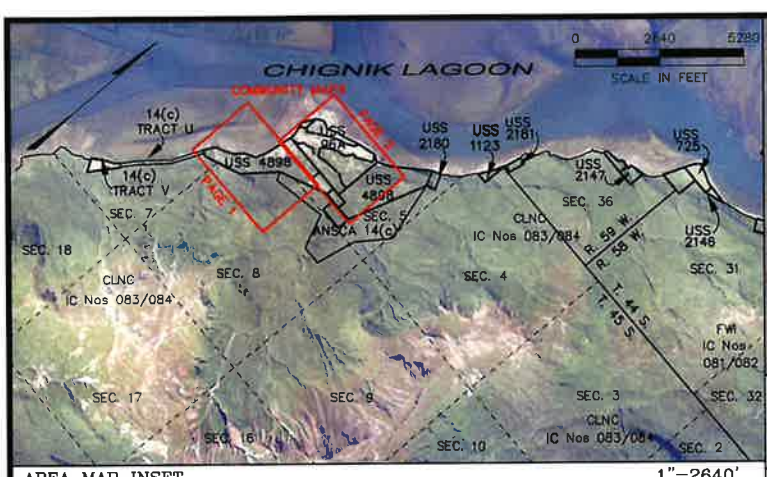 0 2640 5280
SCALE IN FEET
CHIGNIK LAGOON
COMMUNITY MAPS
14(c)
TRACT U
PAGE 2
USS
96A
USS
2180
USS
1123
USS
2181
USS
2147
USS
725
USS 4898
14(c)
TRACT V
USS
4898
PAGE 1
SEC. 7
SEC. 5
ANSCA 14(c)
CLNC
IC Nos 083/084
SEC. 36
R. 59 W.
R. 58 W.
USS
2148
SEC. 18
SEC. 8
SEC. 4
SEC. 31
CLNC
IC Nos 083/084
T. 44 S.
T. 45 S.
FWI
IC Nos
081/082
SEC. 17
SEC. 9
SEC. 3
SEC. 32
CLNC
IC Nos 083/084
SEC. 16
SEC. 10
SEC. 2
AREA MAP INSET
1"=2640'